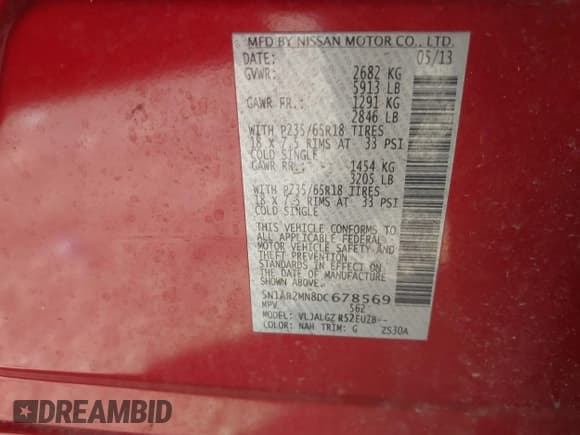 MFD BY NISSAN MOTOR CO., LTD.
DATE: 05/13
GVWR: 2682 KG
5913 LB
GAWR FR.: 1291 KG
2846 LB
WITH P235/65R18 TIRES
18 X 7.5 RIMS AT 33 PSI
COLD SINGLE
GAWR RR.: 1454 KG
3205 LB
WITH P235/65R18 TIRES
18 X 7.5 RIMS AT 33 PSI
COLD SINGLE
THIS VEHICLE CONFORMS TO
ALL APPLICABLE FEDERAL
MOTOR VEHICLE SAFETY AND
THEFT PREVENTION
STANDARDS IN EFFECT ON
THE DATE OF MANUFACTURE
SHOWN ABOVE.
5N1AR2MN8DC678569
MPV. 562
MODEL: VLJALGZ R52EUZB--
COLOR: NAH TRIM: G ZS30A
DREAMBID